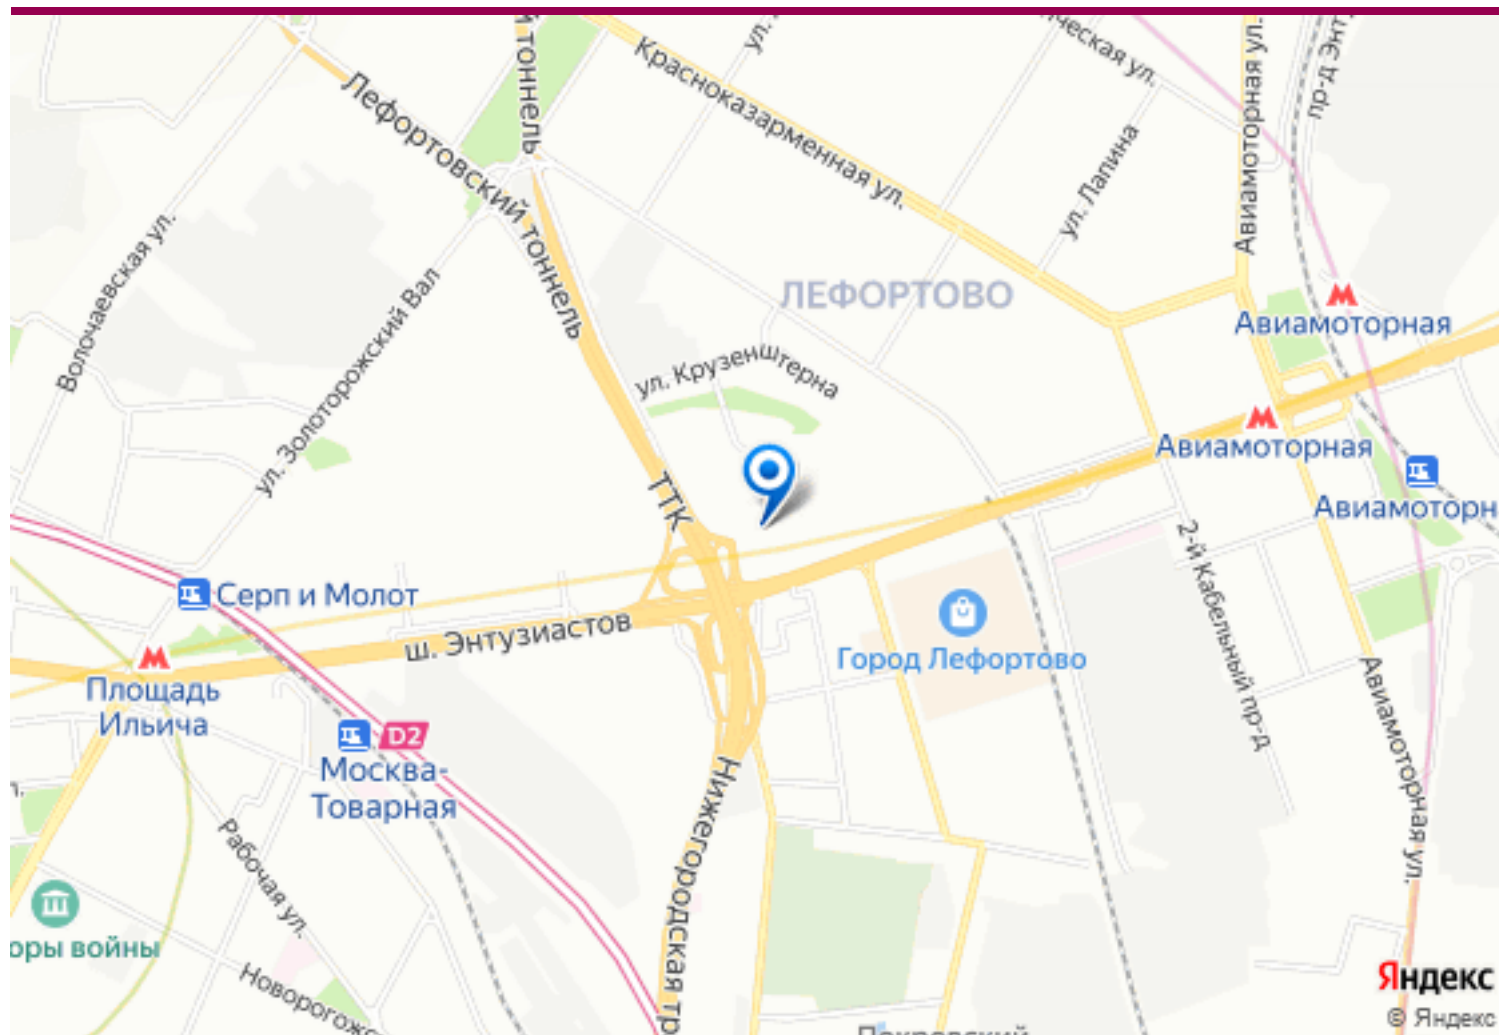 й тоннель
Красноказарменная ул.
ул.
ческая ул.
Авиамоторная ул.
пр-д Энт
Лефортовский тоннель
ул. Лапина
Волочаевская ул.
ул. Золоторожский Вал
ЛЕФОРТОВО
М
Авиамоторная
ул. Крузенштерна
М
Авиамоторная
Авиамоторн
ТТК
2-й Кабельный пр-д
Серп и Молот
ш. Энтузиастов
Город Лефортово
М
Площадь
Ильича
D2
Москва-
Товарная
Авиамоторная ул.
Нижегородская
Рабочая ул.
оры войны
Новорогожс
Яндекс
© Яндекс